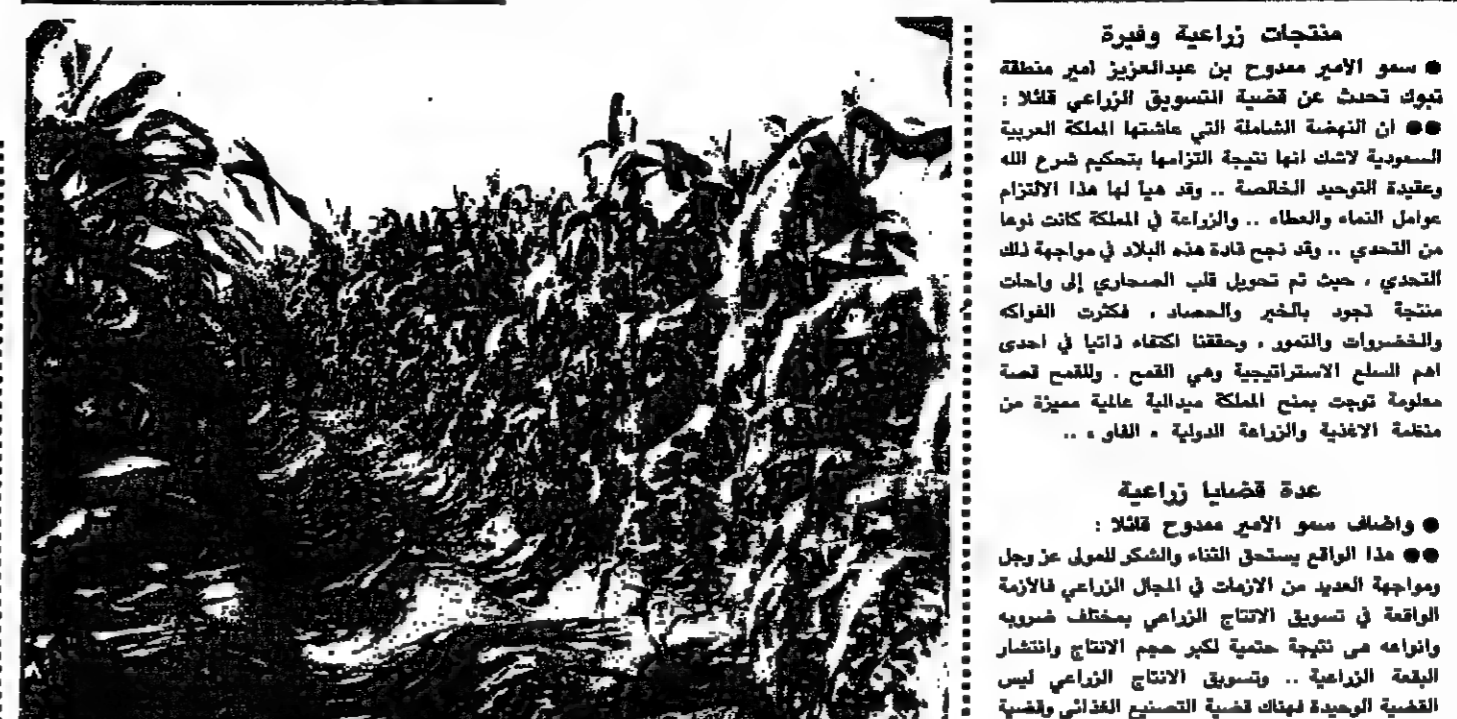 منتجات زراعية وفيرة
● سمو الأمير ممدوح بن عبدالعزيز امير منطقة
تبوك تحدث عن قضية التسويق الزراعي قائلا :
●● ان النهضة الشاملة التي عاشتها المملكة العربية
السعودية لاشك انها نتيجة التزامها بتحكيم شرع الله
وعقيدة التوحيد الخالصة .. وقد هيا لها هذا الالتزام
عوامل النماء والعطاء .. والزراعة في المملكة كانت نوعا
من التحدي .. وقد نجح قادة هذه البلاد في مواجهة ذلك
التحدي ، حيث تم تحويل قلب الصحاري إلى واحات
منتجة تجود بالخير والحصاد ، فكثرت الفواكه
والخضروات والتمور ، وحققنا اكتفاء ذاتيا في احدى
اهم السلع الاستراتيجية وهي القمح . وللقمح قصة
معلومة توجت بمنح المملكة ميدالية عالمية مميزة من
منظمة الاغذية والزراعة الدولية « الفاو » ..
عدة قضايا زراعية
● واضاف سمو الأمير ممدوح قائلا :
●● هذا الواقع يستحق الثناء والشكر للمولى عز وجل
ومواجهة العديد من الازمات في المجال الزراعي فالازمة
الواقعة في تسويق الانتاج الزراعي بمختلف ضروبه
وانواعه هى نتيجة حتمية لكبر حجم الانتاج وانتشار
البقعة الزراعية .. وتسويق الانتاج الزراعي ليس
القضية الوحيدة فهناك قضية التصنيع الغذائي وقضية